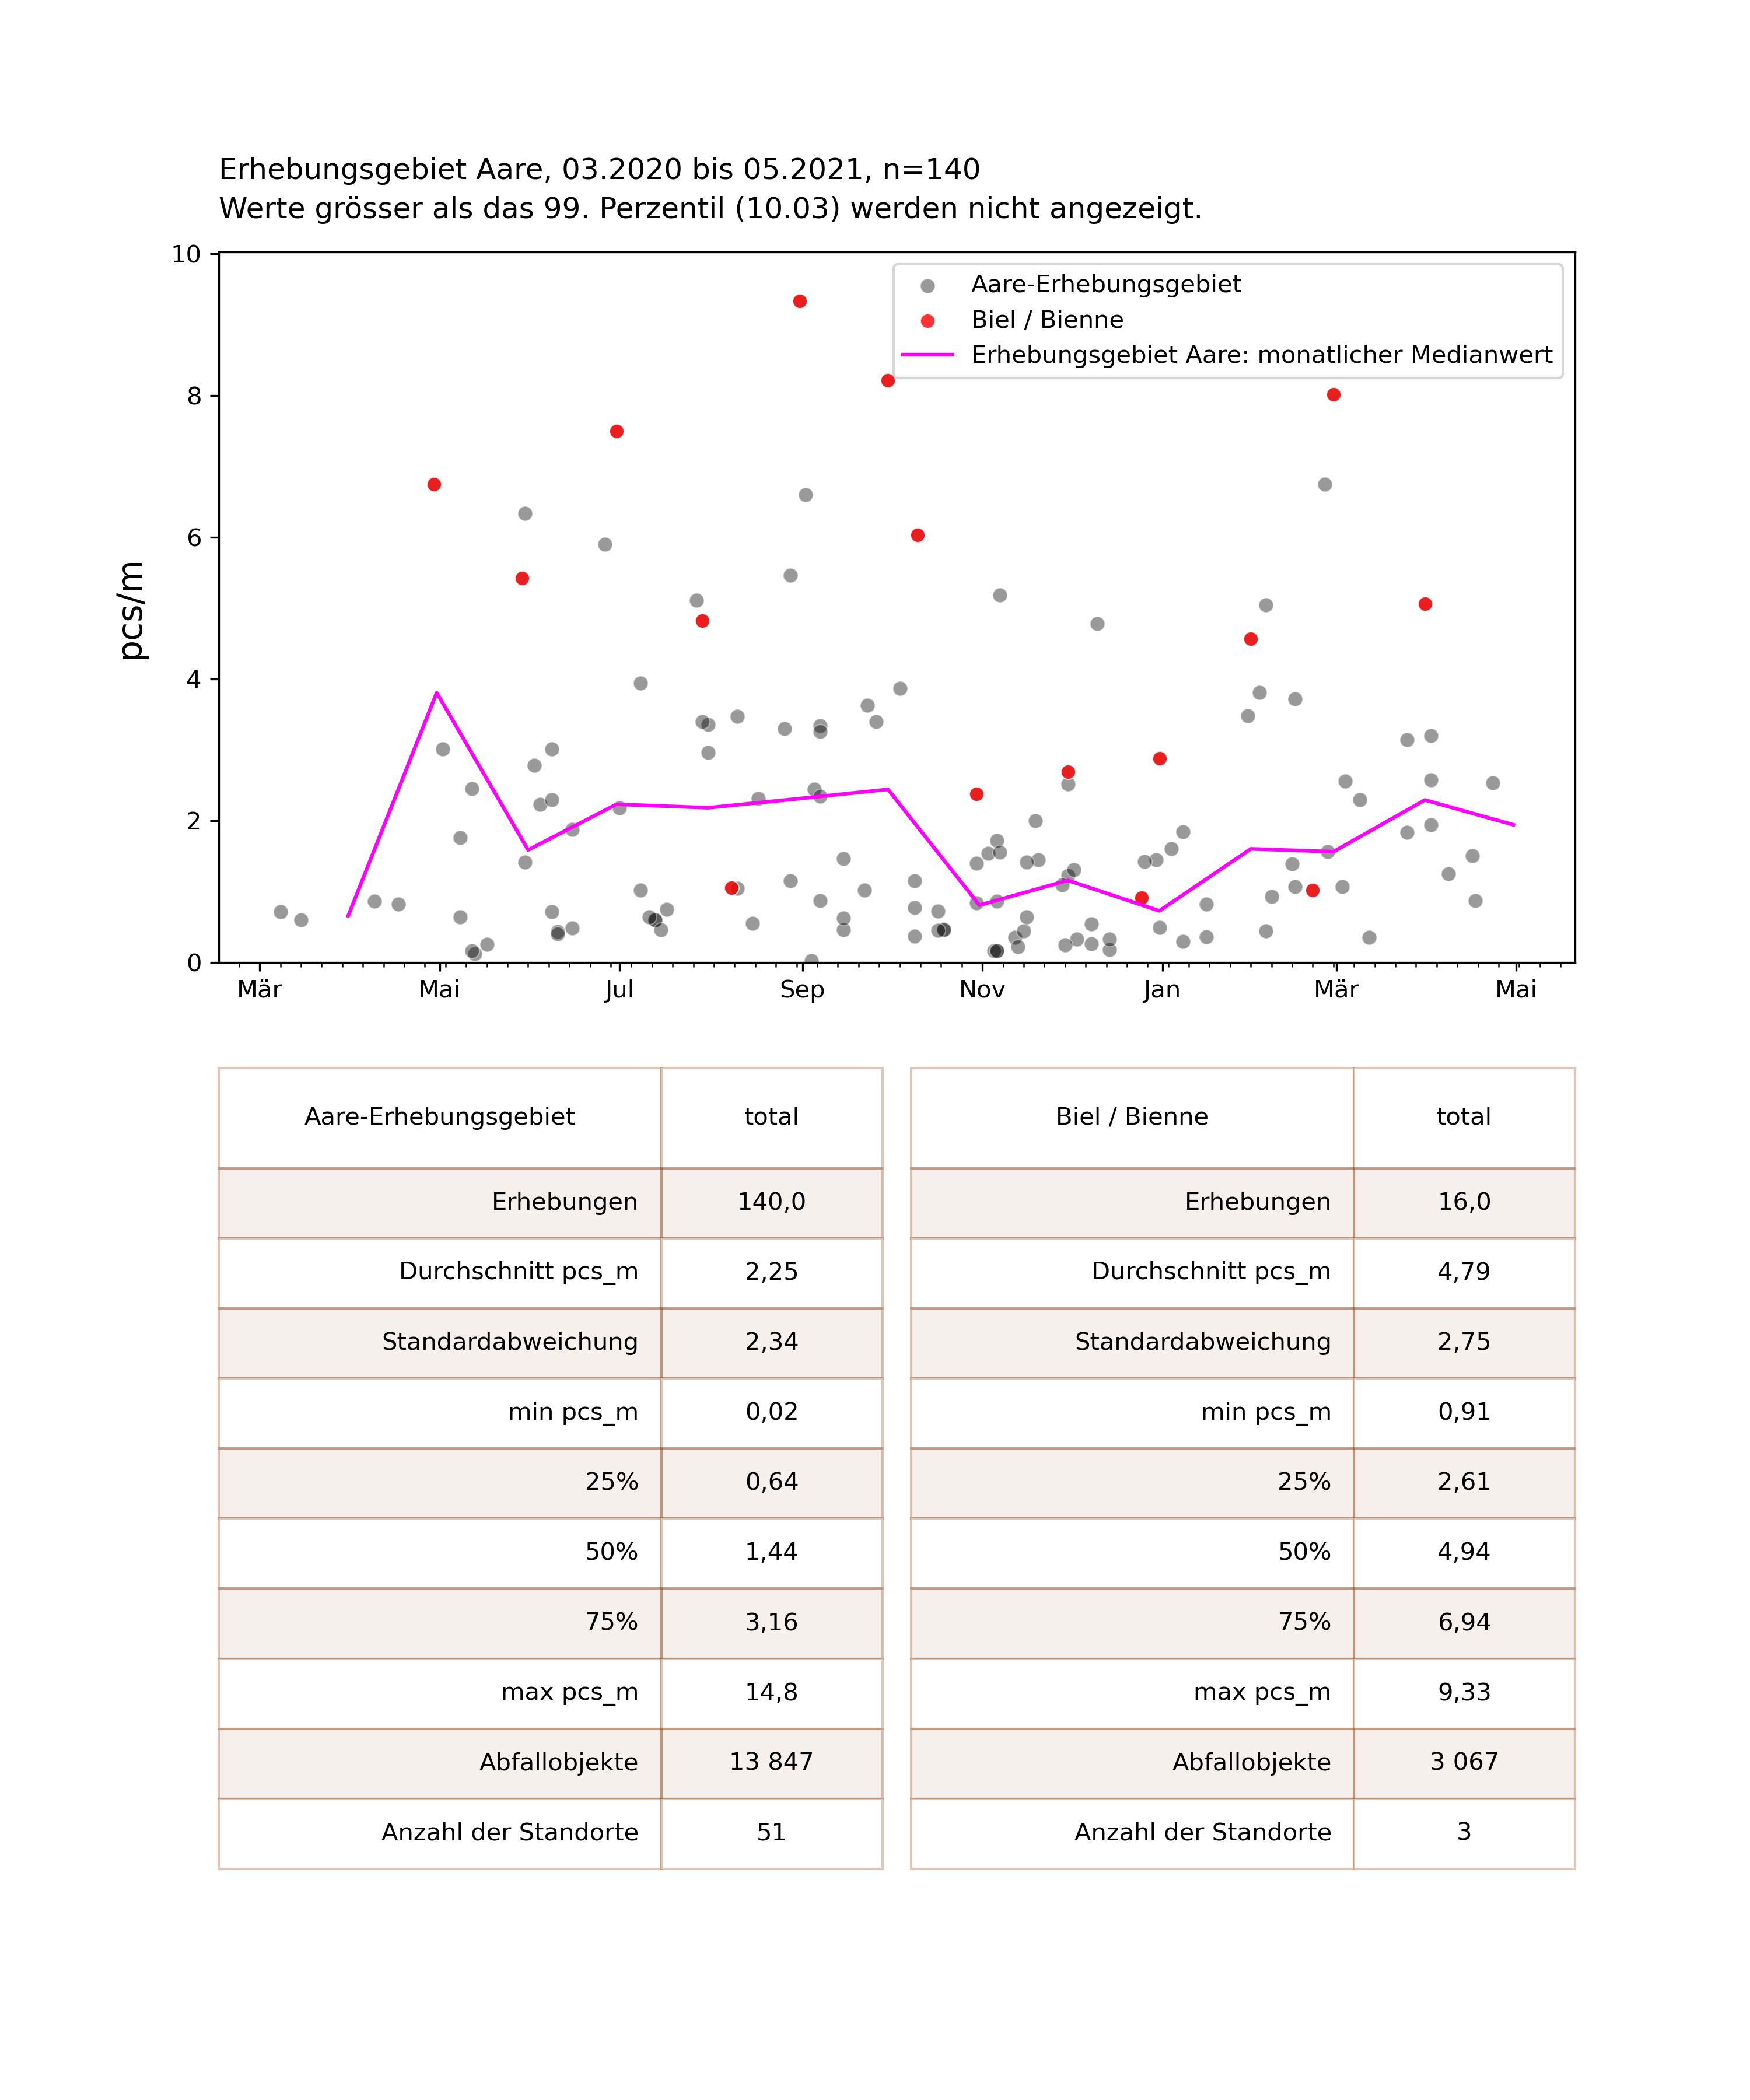 Erhebungsgebiet Aare, 03.2020 bis 05.2021, n=140
Werte grösser als das 99. Perzentil (10.03) werden nicht angezeigt.
10
8
6
4
2
0
pcs/m
Aare-Erhebungsgebiet
Biel / Bienne
Erhebungsgebiet Aare: monatlicher Medianwert
Mär Mai Jul Sep Nov Jan Mär Mai
Aare-Erhebungsgebiet total
Erhebungen 140,0
Durchschnitt pcs_m 2,25
Standardabweichung 2,34
min pcs_m 0,02
25% 0,64
50% 1,44
75% 3,16
max pcs_m 14,8
Abfallobjekte 13 847
Anzahl der Standorte 51
Biel / Bienne total
Erhebungen 16,0
Durchschnitt pcs_m 4,79
Standardabweichung 2,75
min pcs_m 0,91
25% 2,61
50% 4,94
75% 6,94
max pcs_m 9,33
Abfallobjekte 3 067
Anzahl der Standorte 3